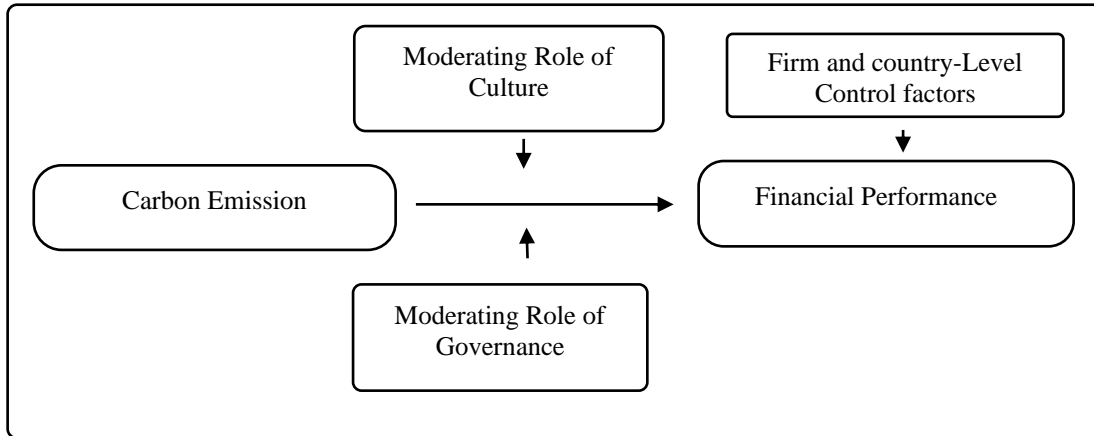 Moderating Role of
Culture
Firm and country-Level
Control factors
Carbon Emission
Financial Performance
Moderating Role of
Governance